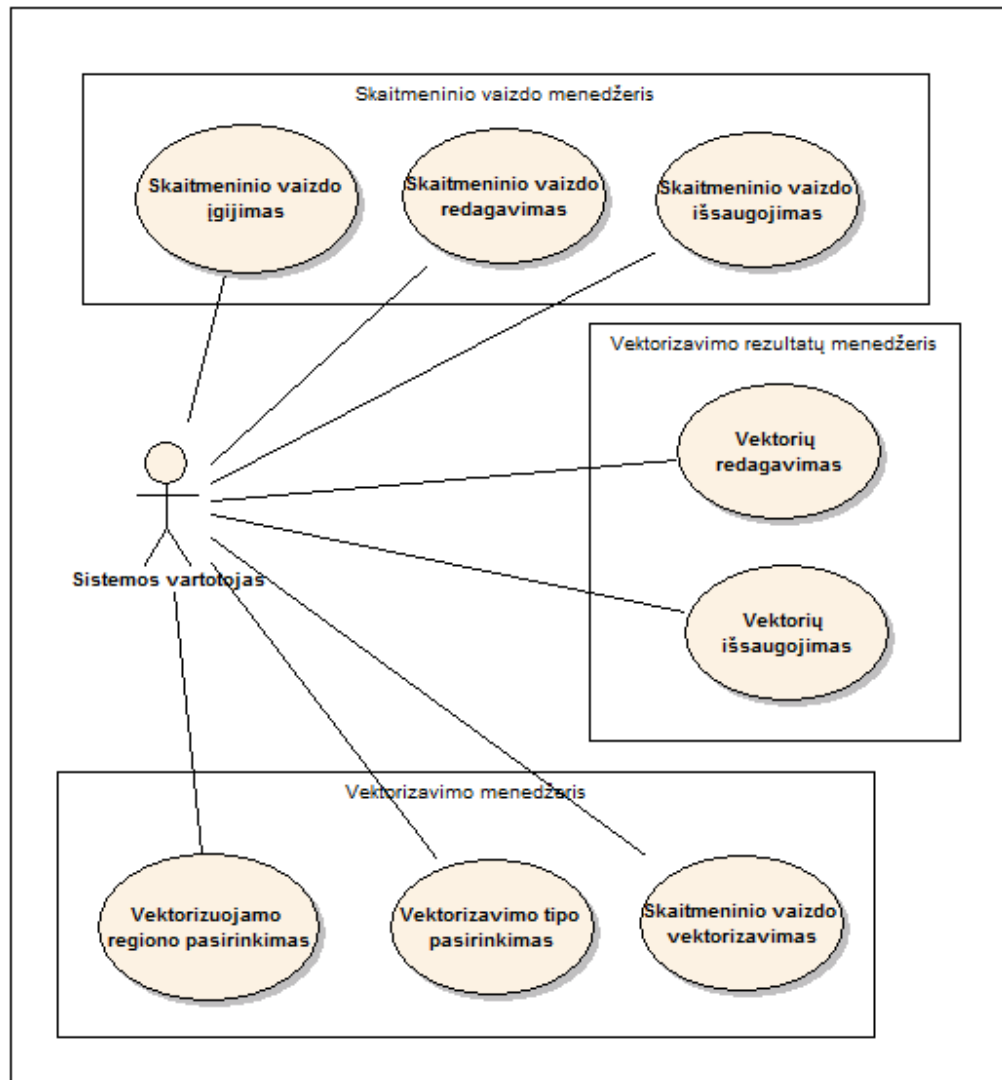 Skaitmeninio vaizdo menedžeris
Skaitmeninio vaizdo
įgijimas
Skaitmeninio vaizdo
redagavimas
Skaitmeninio vaizdo
išsaugojimas
Vektorizavimo rezultatų menedžeris
Vektorių
redagavimas
Vektorių
išsaugojimas
Sistemos vartotojas
Vektorizavimo menedžeris
Vektorizuojamo
regiono pasirinkimas
Vektorizavimo tipo
pasirinkimas
Skaitmeninio vaizdo
vektorizavimas